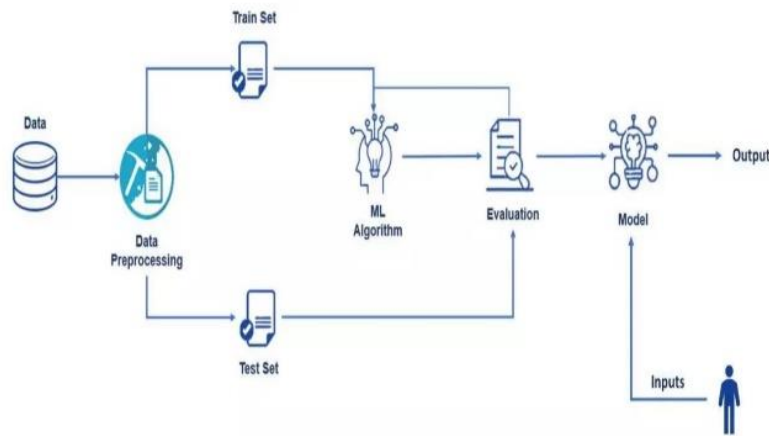 Train Set
Data
Data
Preprocessing
ML
Algorithm
Evaluation
Model
Output
Test Set
Inputs